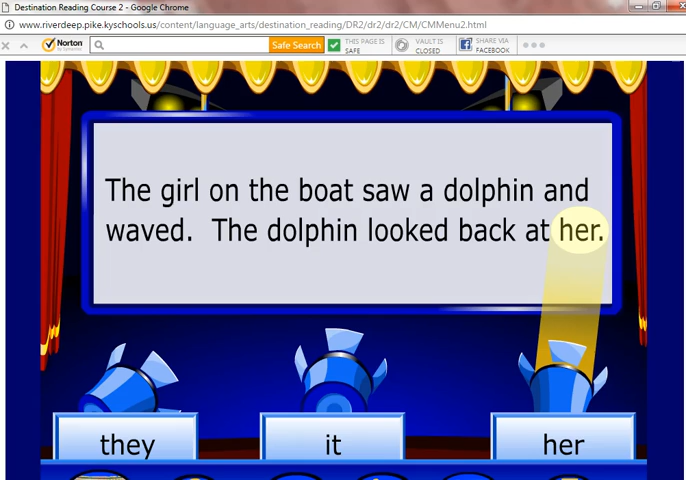 Destination Reading Course 2 - Google Chrome
www.riverdeep.pike.kyschools.us/content/language_arts/destination_reading/DR2/dr2/dr2/CM/CMMenu2.html
Norton
by Symantec
Safe Search
THIS PAGE IS
SAFE
VAULT IS
CLOSED
SHARE VIA
FACEBOOK
The girl on the boat saw a dolphin and
waved. The dolphin looked back at her.
they
it
her